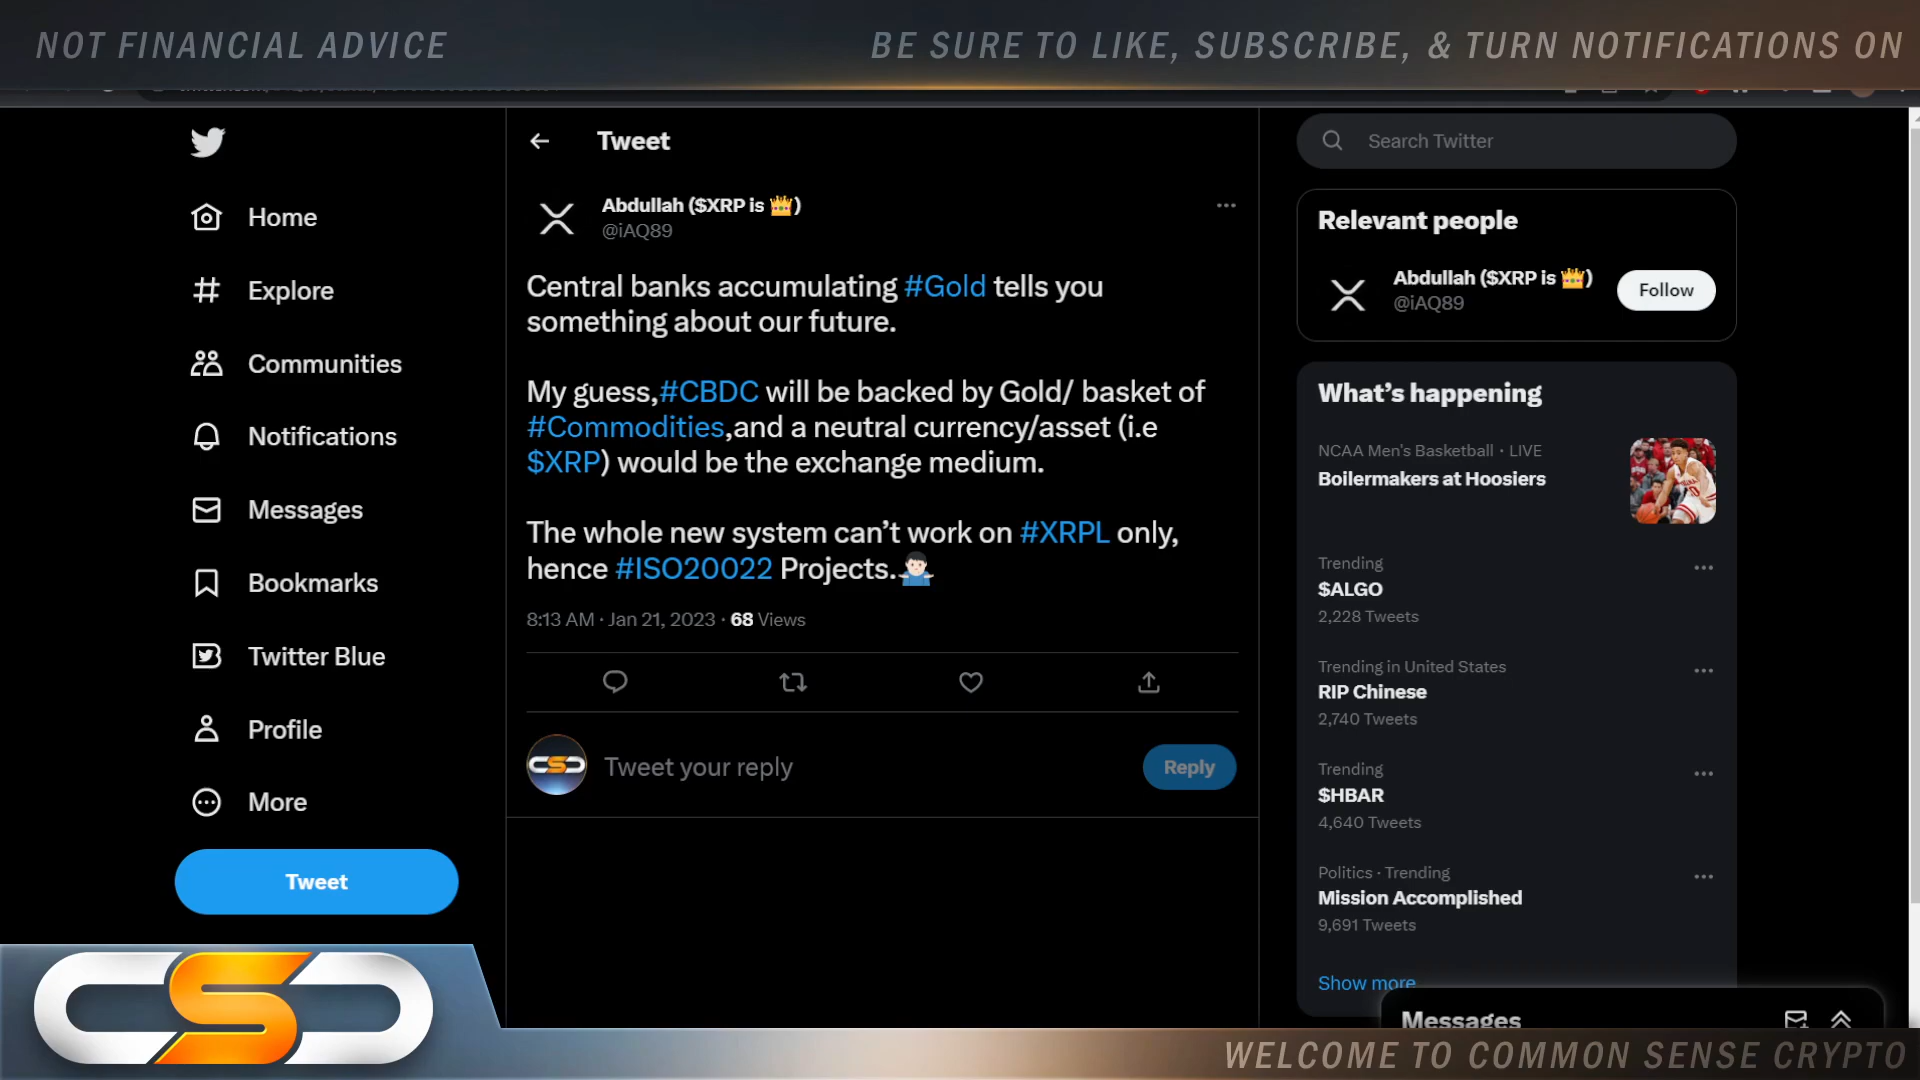 NOT FINANCIAL ADVICE
BE SURE TO LIKE, SUBSCRIBE, & TURN NOTIFICATIONS ON
Home
Explore
Communities
Notifications
Messages
Bookmarks
Twitter Blue
Profile
More
Tweet
Tweet
Abdullah ($XRP is 👑)
@iAQ89
Central banks accumulating #Gold tells you
something about our future.
My guess,#CBDC will be backed by Gold/ basket of
#Commodities,and a neutral currency/asset (i.e
$XRP) would be the exchange medium.
The whole new system can’t work on #XRPL only,
hence #ISO20022 Projects.🤷🏻‍♂️
8:13 AM · Jan 21, 2023 · 68 Views
Tweet your reply
Reply
Search Twitter
Relevant people
Abdullah ($XRP is 👑)
@iAQ89
Follow
What’s happening
NCAA Men’s Basketball · LIVE
Boilermakers at Hoosiers
Trending
$ALGO
2,228 Tweets
Trending in United States
RIP Chinese
2,740 Tweets
Trending
$HBAR
4,640 Tweets
Politics · Trending
Mission Accomplished
9,691 Tweets
Show more
Messages
CSC
WELCOME TO COMMON SENSE CRYPTO